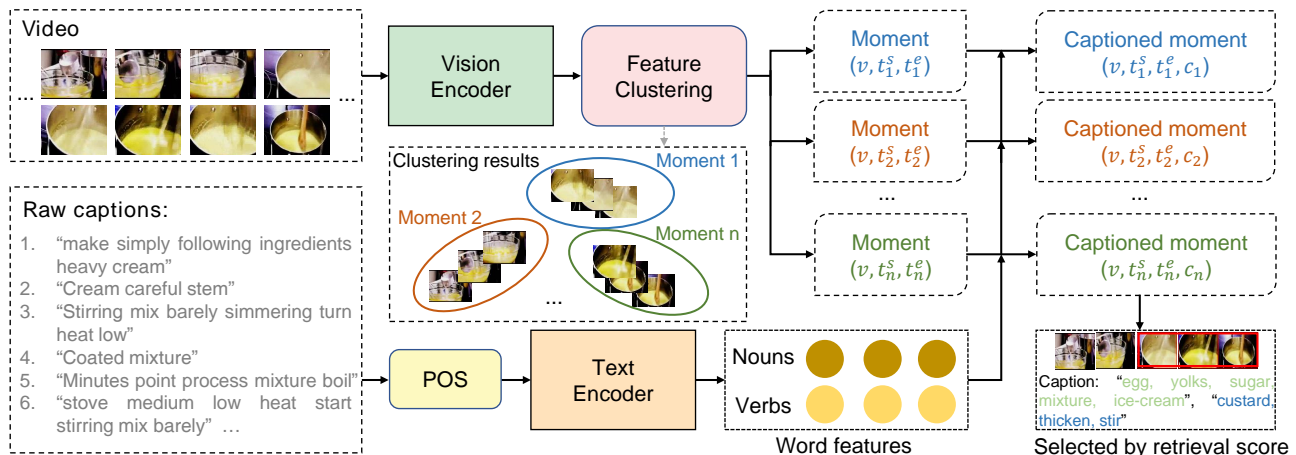 Video
...
...
Raw captions:
1. “make simply following ingredients
heavy cream”
2. “Cream careful stem”
3. “Stirring mix barely simmering turn
heat low”
4. “Coated mixture”
5. “Minutes point process mixture boil”
6. “stove medium low heat start
stirring mix barely” ...
Vision
Encoder
Feature
Clustering
Clustering results
Moment 1
Moment 2
Moment n
...
POS
Text
Encoder
Nouns
Verbs
Word features
Moment
(v, t₁ˢ, t₁ᵉ)
Moment
(v, t₂ˢ, t₂ᵉ)
...
Moment
(v, tₙˢ, tₙᵉ)
Captioned moment
(v, t₁ˢ, t₁ᵉ, c₁)
Captioned moment
(v, t₂ˢ, t₂ᵉ, c₂)
...
Captioned moment
(v, tₙˢ, tₙᵉ, cₙ)
Caption: “egg, yolks, sugar,
mixture, ice-cream”, “custard,
thicken, stir”
Selected by retrieval score